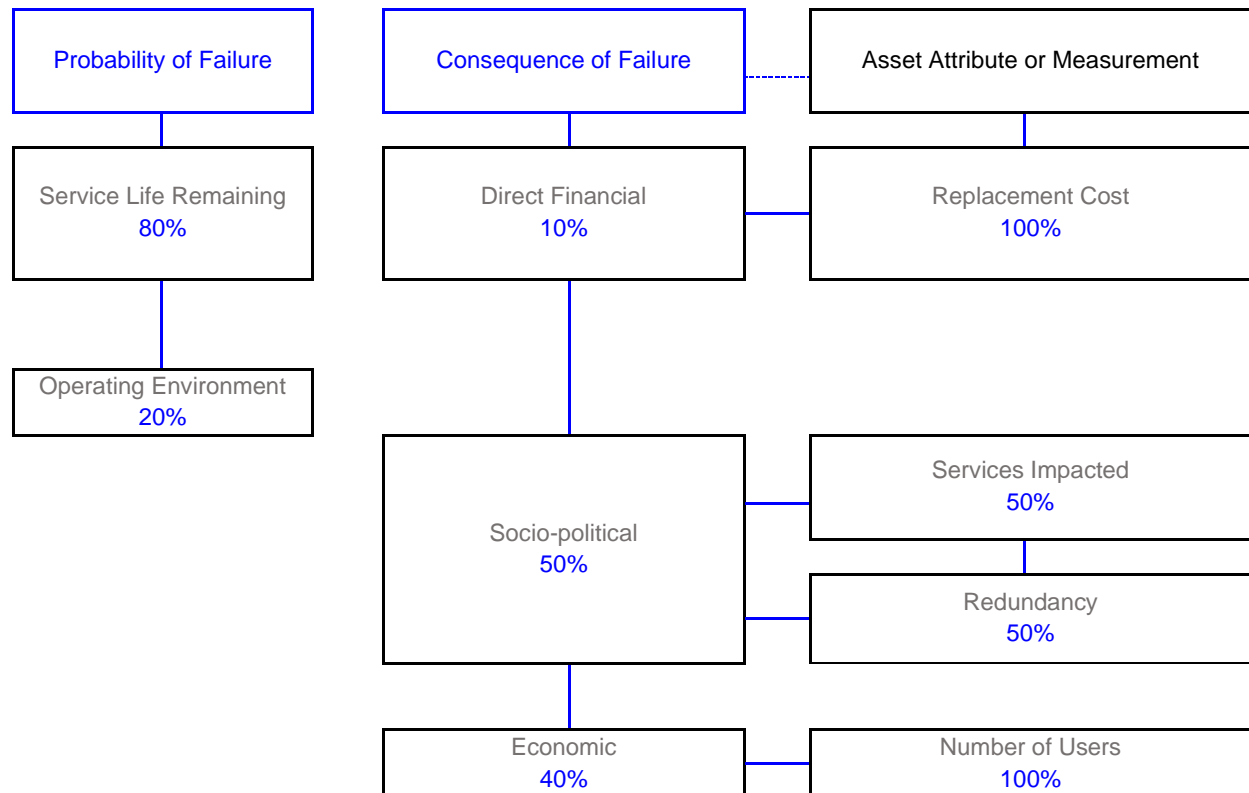 Probability of Failure
Consequence of Failure
Asset Attribute or Measurement
Service Life Remaining
80%
Direct Financial
10%
Replacement Cost
100%
Operating Environment
20%
Socio-political
50%
Services Impacted
50%
Redundancy
50%
Economic
40%
Number of Users
100%